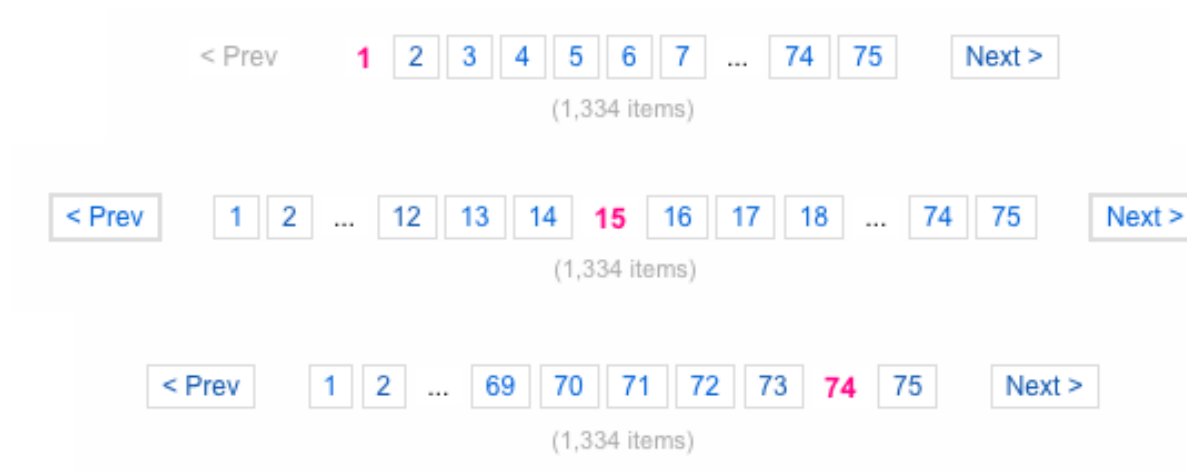 < Prev 1 2 3 4 5 6 7 ... 74 75 Next >
(1,334 items)
< Prev 1 2 ... 12 13 14 15 16 17 18 ... 74 75 Next >
(1,334 items)
< Prev 1 2 ... 69 70 71 72 73 74 75 Next >
(1,334 items)